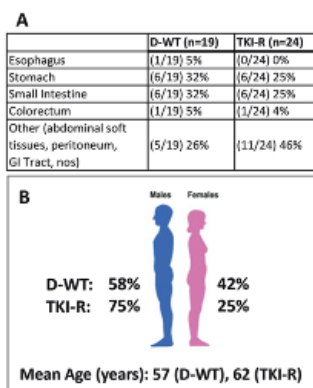 A
D-WT (n=19) TKI-R (n=24)
Esophagus (1/19) 5% (0/24) 0%
Stomach (6/19) 32% (6/24) 25%
Small Intestine (6/19) 32% (6/24) 25%
Colorectum (1/19) 5% (1/24) 4%
Other (abdominal soft
tissues, peritoneum, (5/19) 26% (11/24) 46%
GI Tract, nos)
B
Males Females
D-WT: 58% 42%
TKI-R: 75% 25%
Mean Age (years): 57 (D-WT), 62 (TKI-R)